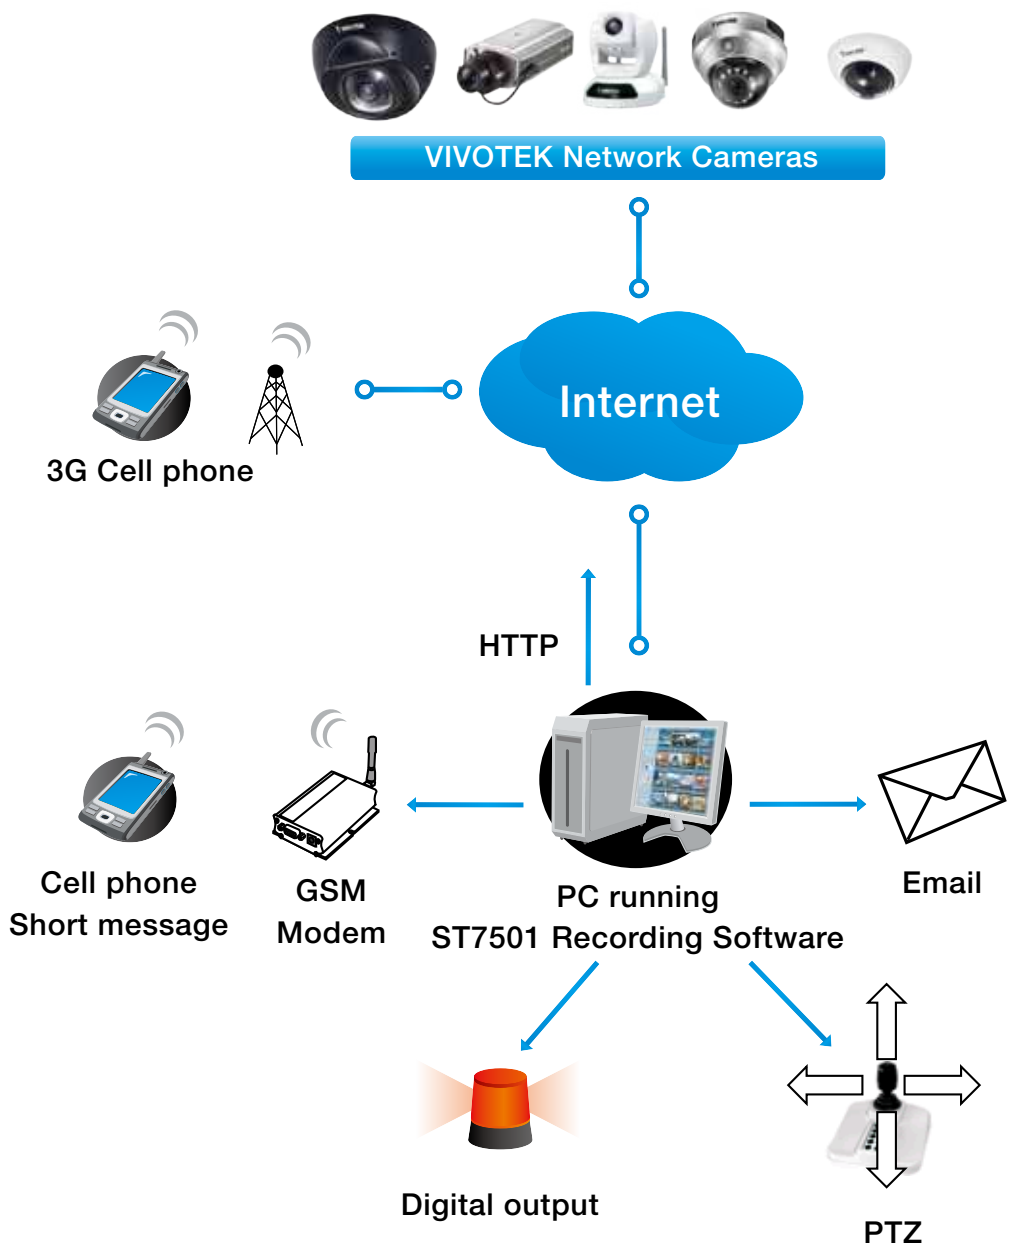 VIVOTEK Network Cameras
Internet
3G Cell phone
HTTP
Cell phone
Short message
GSM
Modem
PC running
ST7501 Recording Software
Email
Digital output
PTZ